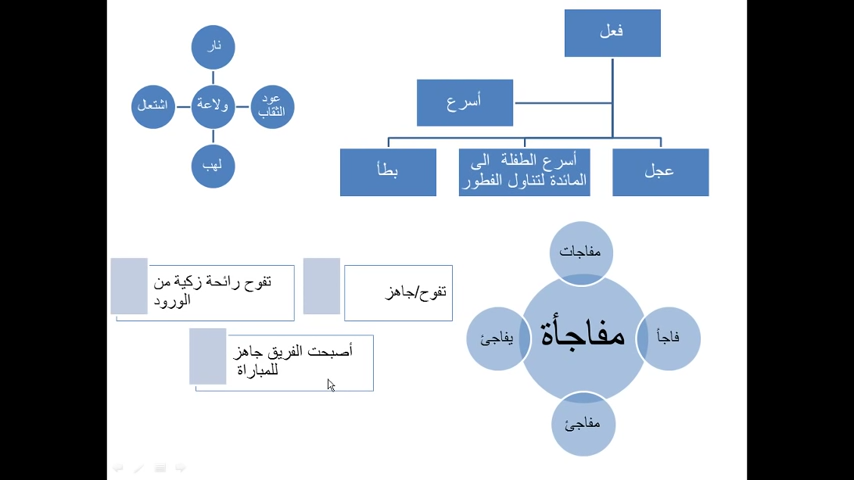 فعل
أسرع
عجل
أسرع الطفلة الى
المائدة لتناول الفطور
بطأ
نار
عود
الثقاب
ولاعة
اشتعال
لهب
مفاجات
فاجأ
مفاجأة
يفاجئ
مفاجئ
تفوح/جاهز
تفوح رائحة زكية من
الورود
أصبحت الفريق جاهز
للمباراة